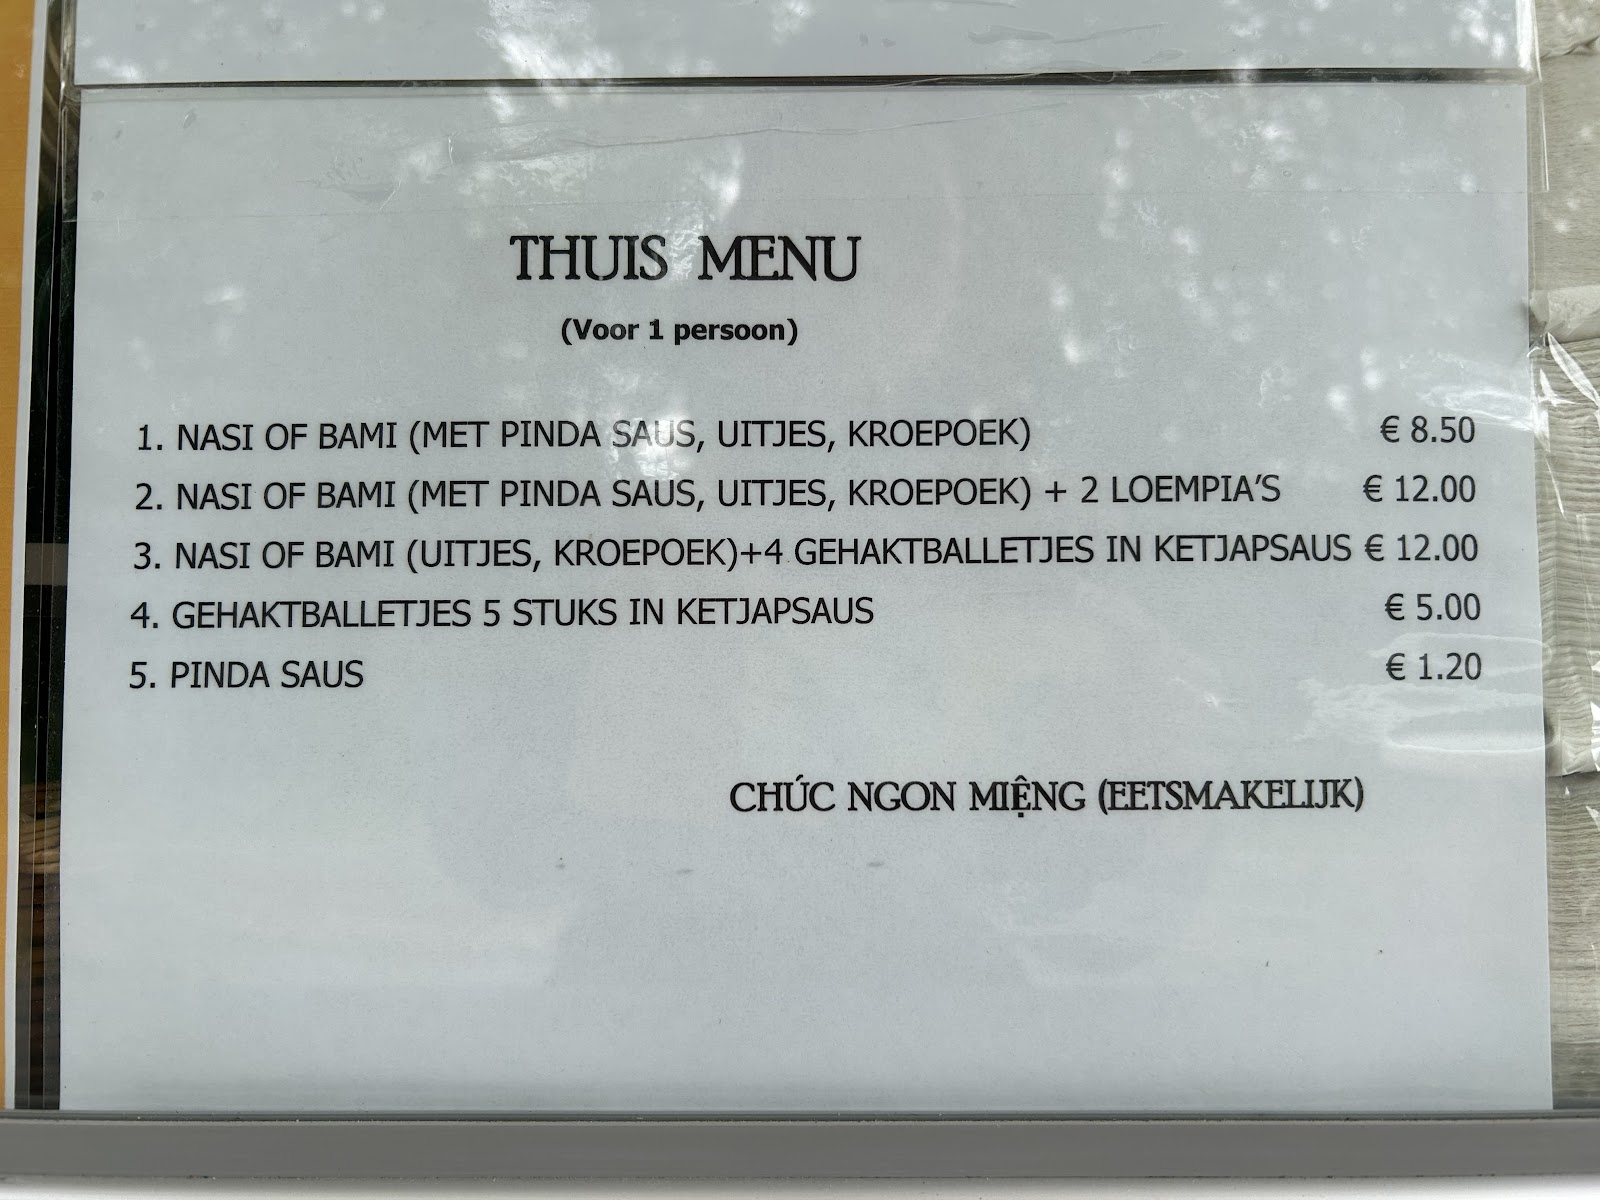 THUIS MENU
(Voor 1 persoon)
1. NASI OF BAMI (MET PINDA SAUS, UITJES, KROEPOEK) € 8.50
2. NASI OF BAMI (MET PINDA SAUS, UITJES, KROEPOEK) + 2 LOEMPIA'S € 12.00
3. NASI OF BAMI (UITJES, KROEPOEK)+4 GEHAKTBALLETJES IN KETJAPSAUS € 12.00
4. GEHAKTBALLETJES 5 STUKS IN KETJAPSAUS € 5.00
5. PINDA SAUS € 1.20
CHÚC NGON MIỆNG (EETSMAKELIJK)